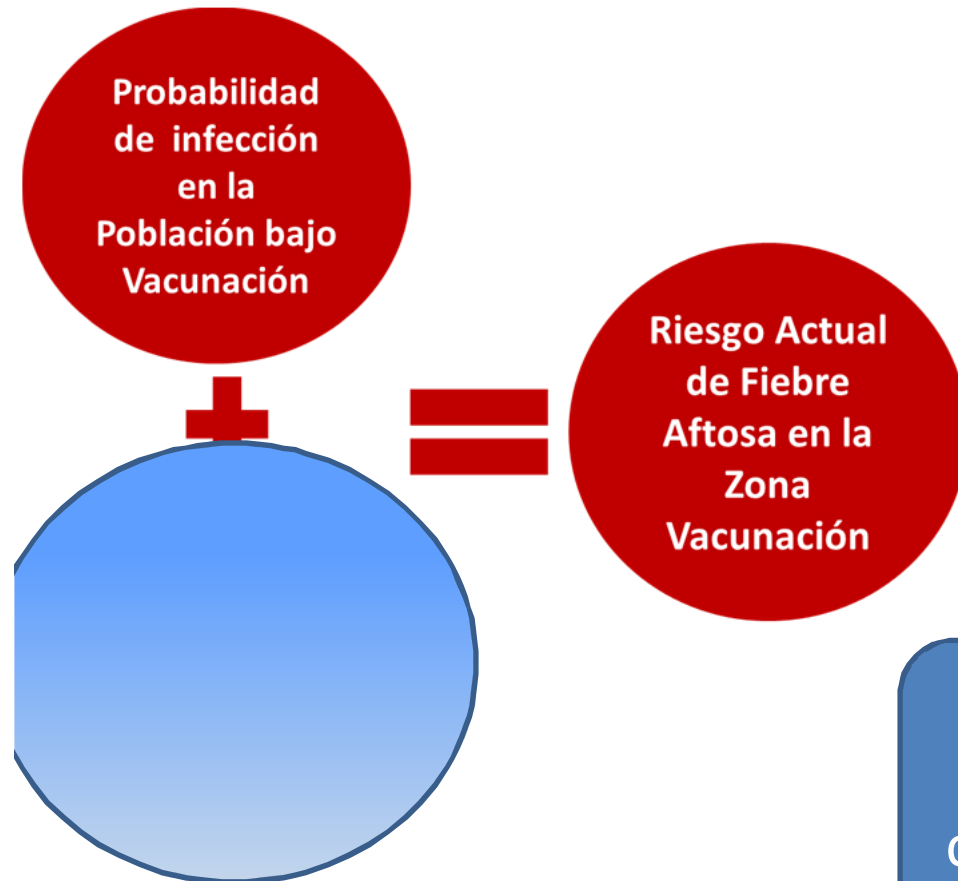 Probabilidad
de infección
en la
Población bajo
Vacunación
Riesgo Actual
de Fiebre
Aftosa en la
Zona
Vacunación